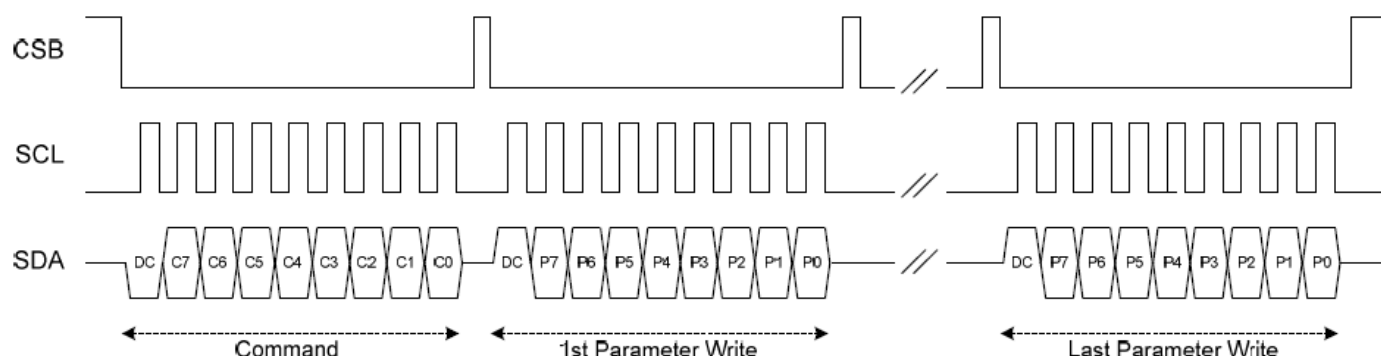 CSB
SCL
SDA
DC C7 C6 C5 C4 C3 C2 C1 C0 DC P7 P6 P5 P4 P3 P2 P1 P0 DC P7 P6 P5 P4 P3 P2 P1 P0
Command 1st Parameter Write Last Parameter Write